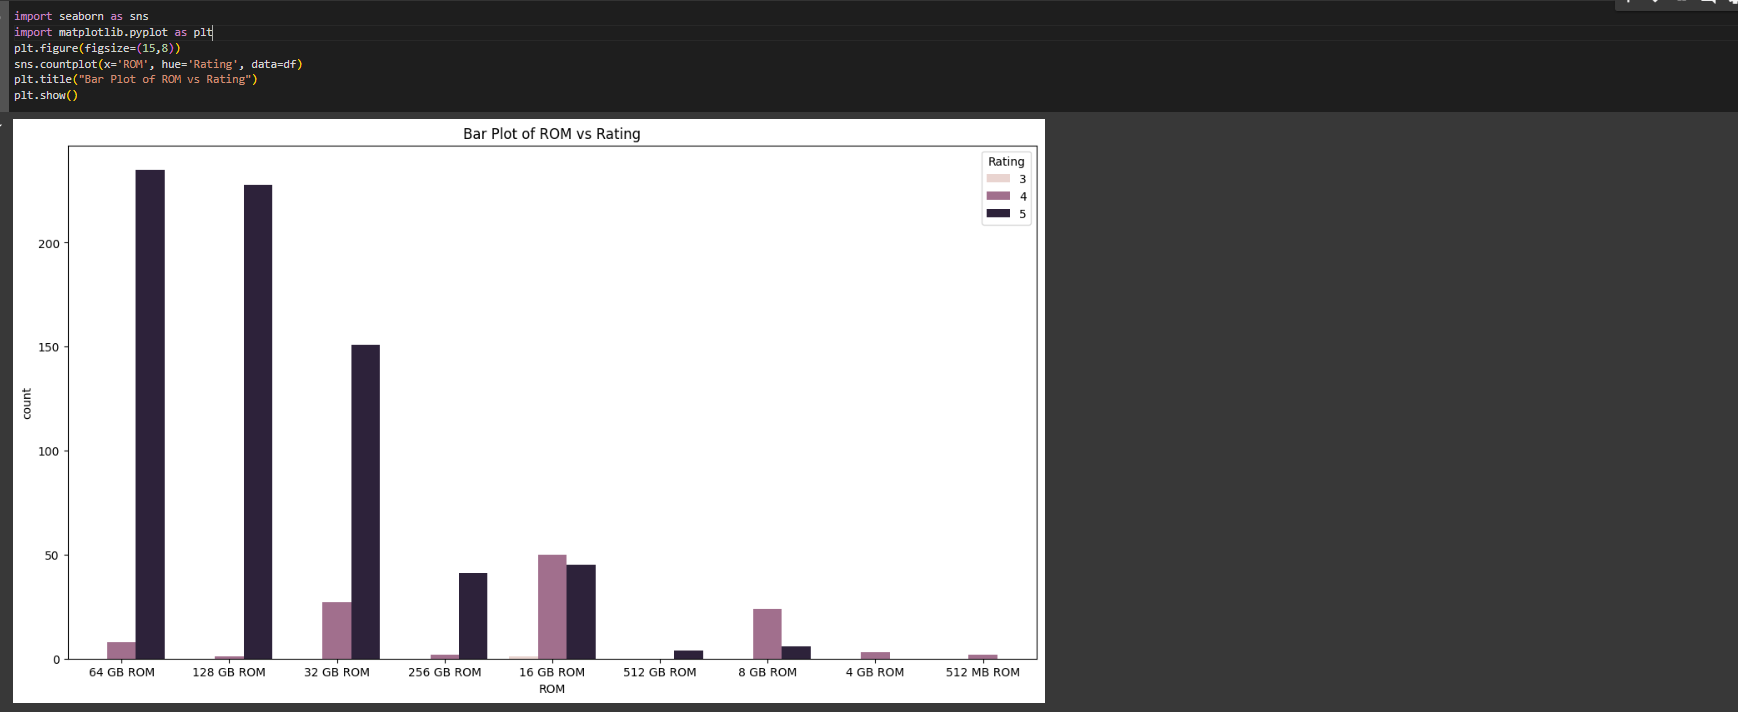 import seaborn as sns
import matplotlib.pyplot as plt
plt.figure(figsize=(15,8))
sns.countplot(x='ROM', hue='Rating', data=df)
plt.title("Bar Plot of ROM vs Rating")
plt.show()
Bar Plot of ROM vs Rating
Rating
3
4
5
200
150
100
50
0
count
64 GB ROM 128 GB ROM 32 GB ROM 256 GB ROM 16 GB ROM 512 GB ROM 8 GB ROM 4 GB ROM 512 MB ROM
ROM